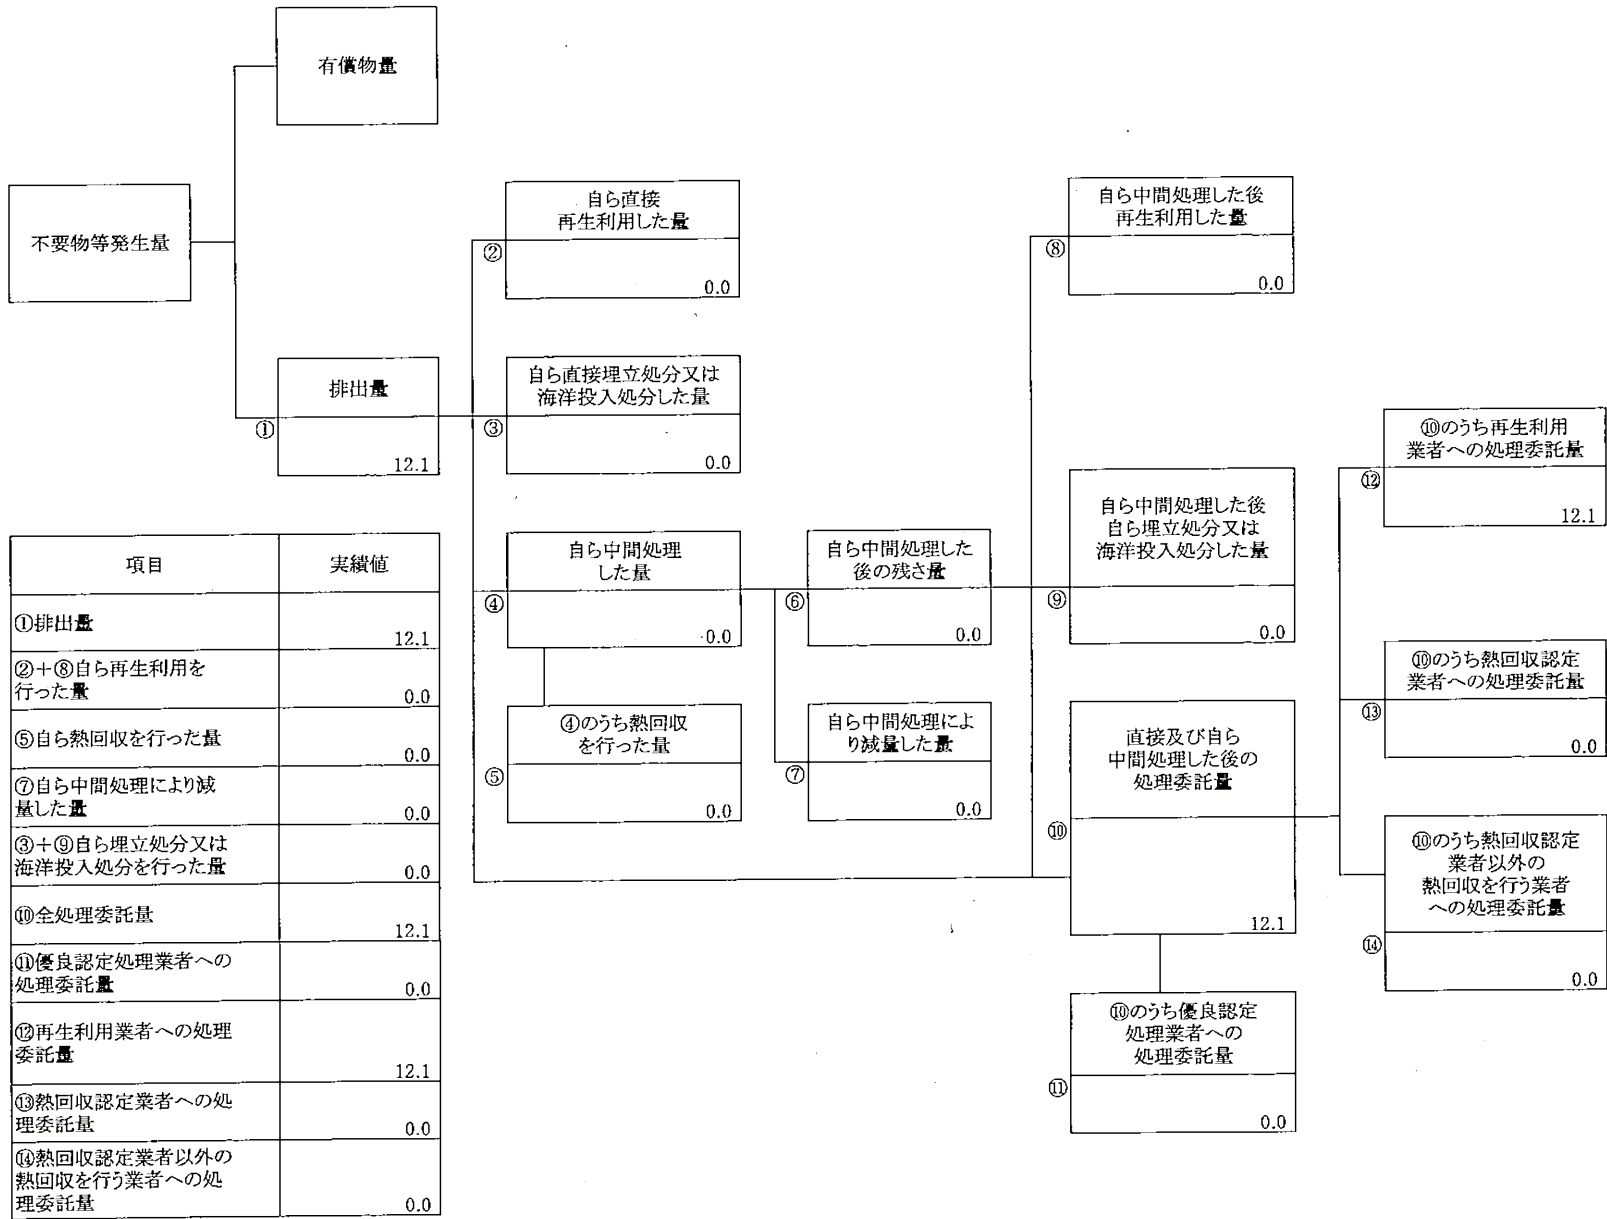 有償物量
不要物等発生量
排出量
①
12.1
自ら直接
再生利用した量
②
0.0
自ら直接埋立処分又は
海洋投入処分した量
③
0.0
自ら中間処理
した量
④
0.0
④のうち熱回収
を行った量
⑤
0.0
自ら中間処理した
後の残さ量
⑥
0.0
自ら中間処理によ
り減量した量
⑦
0.0
自ら中間処理した後
再生利用した量
⑧
0.0
自ら中間処理した後
自ら埋立処分又は
海洋投入処分した量
⑨
0.0
直接及び自ら
中間処理した後の
処理委託量
⑩
12.1
⑩のうち優良認定
処理業者への
処理委託量
⑪
0.0
⑩のうち再生利用
業者への処理委託量
⑫
12.1
⑩のうち熱回収認定
業者への処理委託量
⑬
0.0
⑩のうち熱回収認定
業者以外の
熱回収を行う業者
への処理委託量
⑭
0.0
項目 実績値
①排出量
12.1
②+⑧自ら再生利用を
行った量
0.0
⑤自ら熱回収を行った量
0.0
⑦自ら中間処理により減
量した量
0.0
③+⑨自ら埋立処分又は
海洋投入処分を行った量
0.0
⑩全処理委託量
12.1
⑪優良認定処理業者への
処理委託量
0.0
⑫再生利用業者への処理
委託量
12.1
⑬熱回収認定業者への処
理委託量
0.0
⑭熱回収認定業者以外の
熱回収を行う業者への処
理委託量
0.0